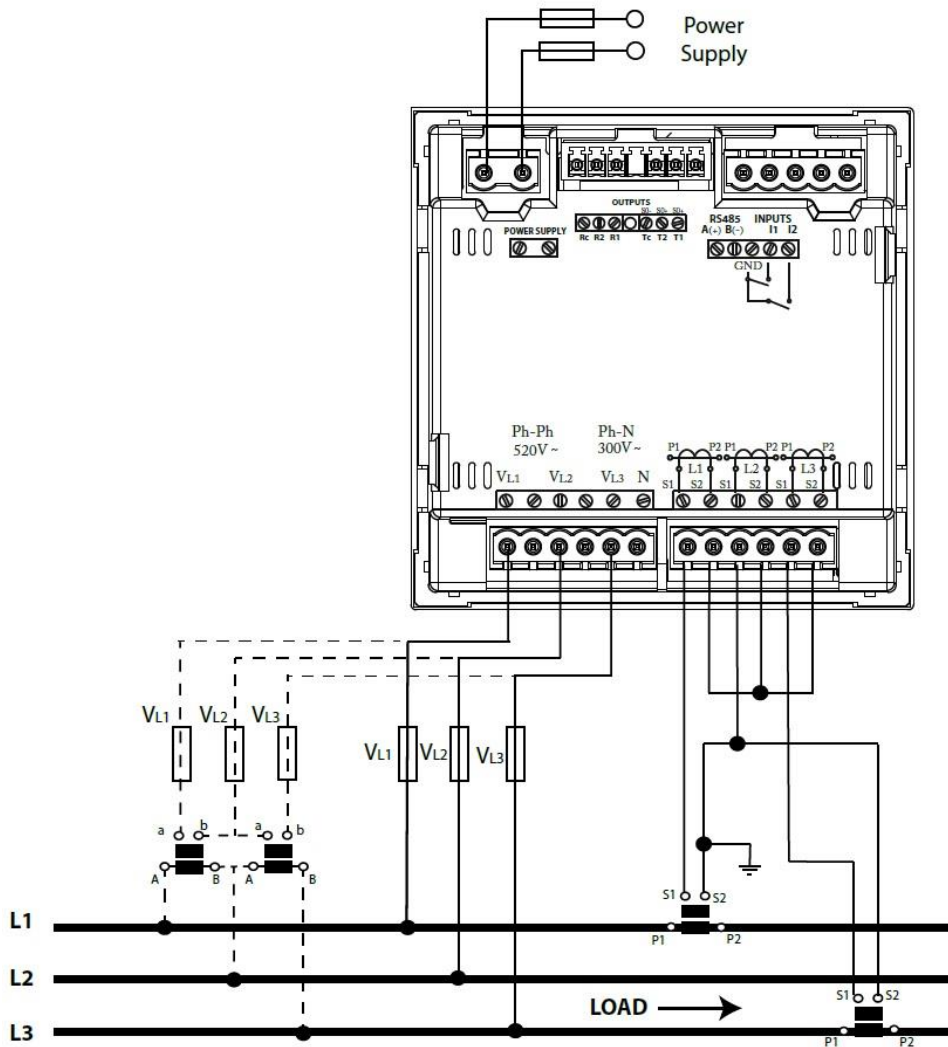 Power
Supply
OUTPUTS
S0- S0+ S0+
POWER SUPPLY
Rc R2 R1 Tc T2 T1
RS485 INPUTS
A(+) B(-) I1 I2
GND
Ph-Ph Ph-N
520V ~ 300V ~
P1 P2 P1 P2 P1 P2
L1 L2 L3
VL1 VL2 VL3 N
S1 S2 S1 S2 S1 S2
VL1 VL2 VL3
VL1 VL2 VL3
a b a b
A B A B
S1 S2
L1
P1 P2
L2
S1 S2
LOAD
L3
P1 P2